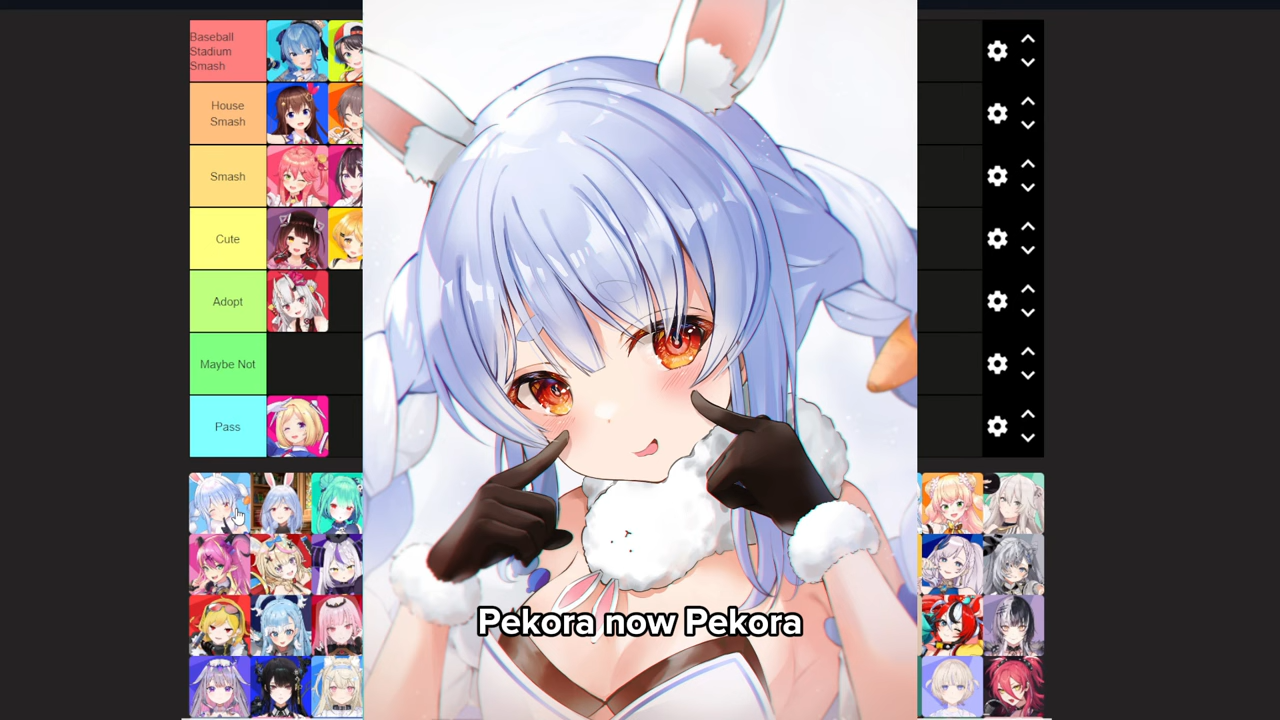 Baseball
Stadium
Smash
House
Smash
Smash
Cute
Adopt
Maybe Not
Pass
Pekora now Pekora